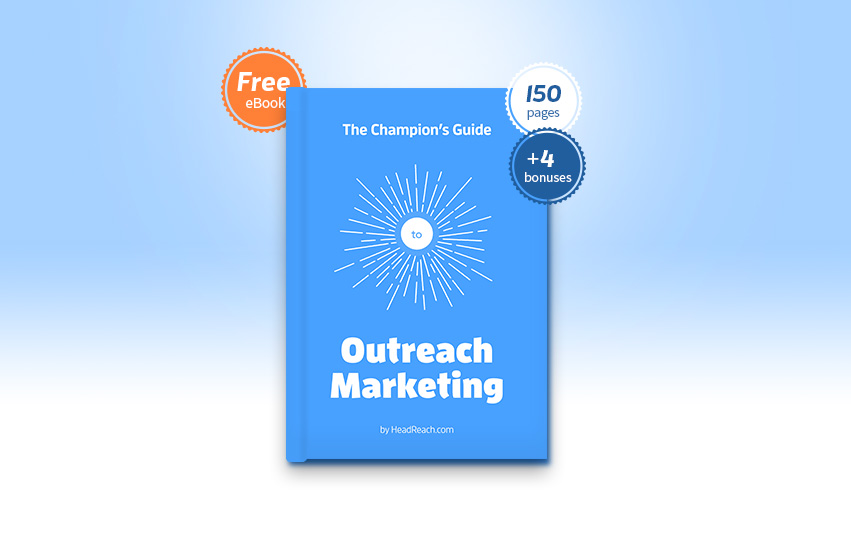 Free
eBook
150
pages
+4
bonuses
The Champion's Guide
to
Outreach
Marketing
by HeadReach.com